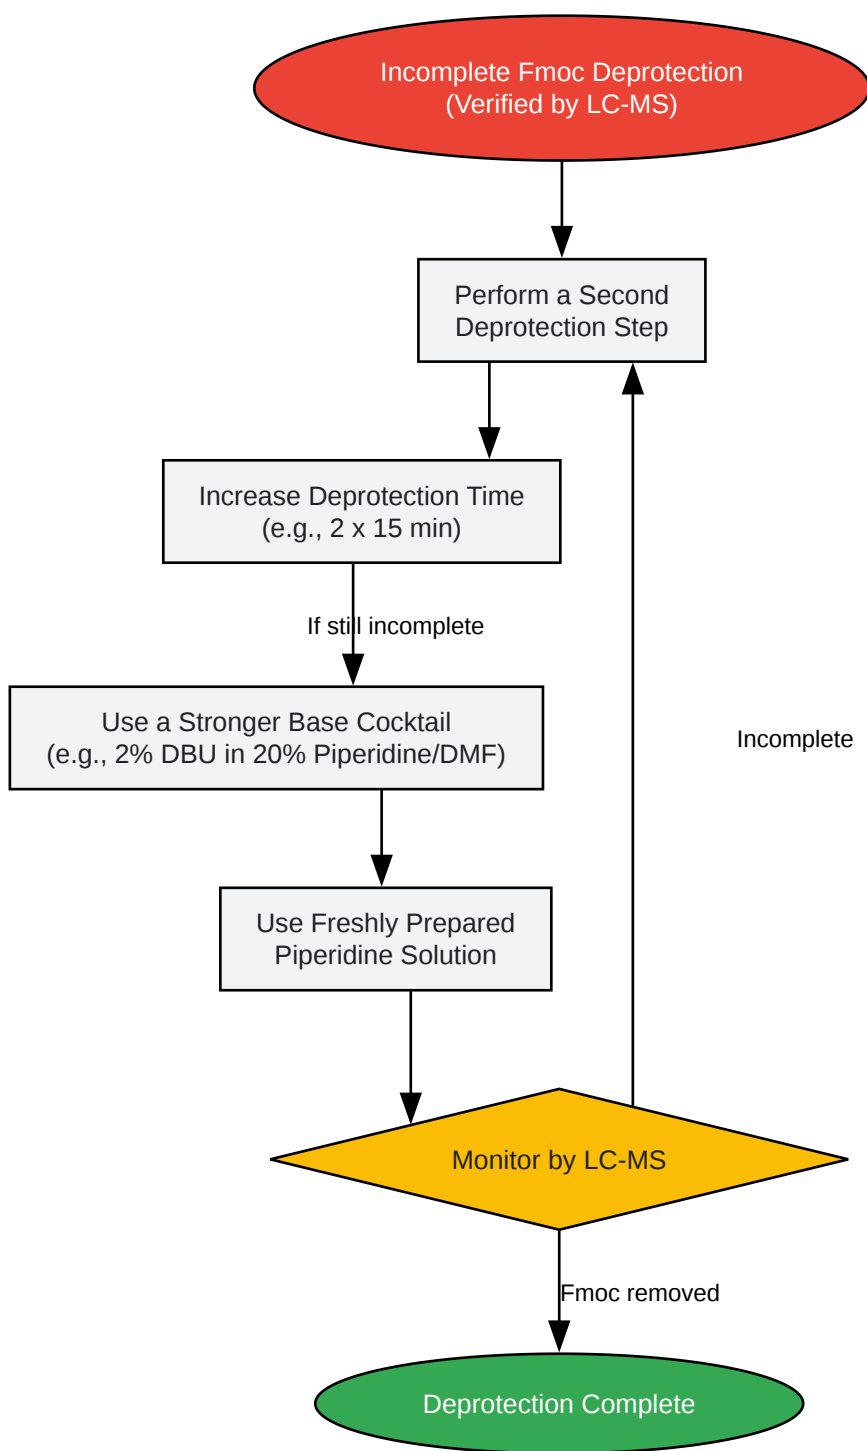 Incomplete Fmoc Deprotection
(Verified by LC-MS)
Perform a Second
Deprotection Step
Increase Deprotection Time
(e.g., 2 x 15 min)
If still incomplete
Use a Stronger Base Cocktail
(e.g., 2% DBU in 20% Piperidine/DMF)
Incomplete
Use Freshly Prepared
Piperidine Solution
Monitor by LC-MS
Fmoc removed
Deprotection Complete